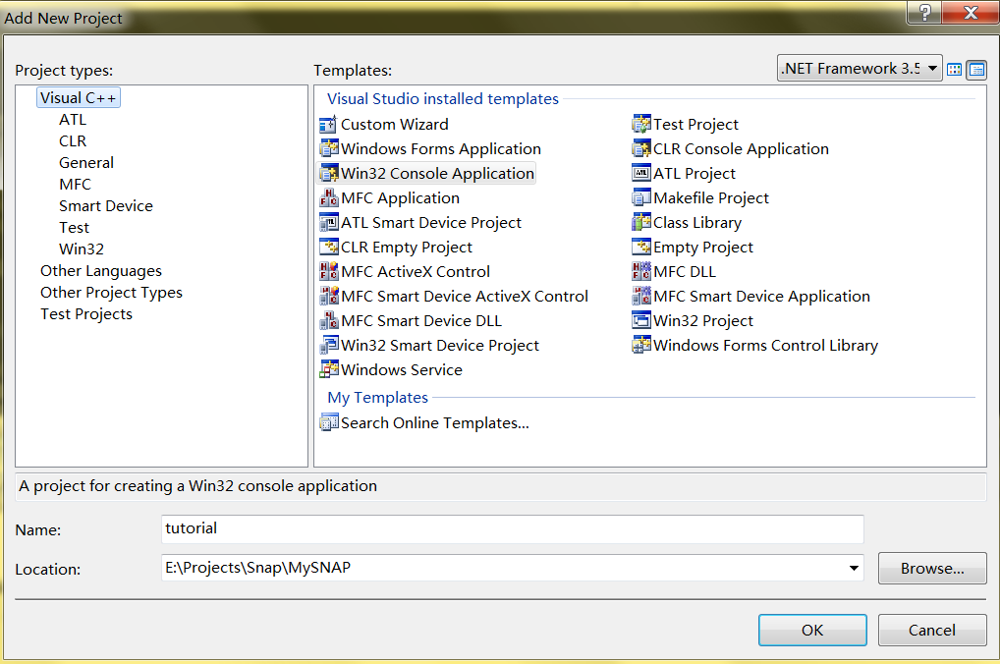 Add New Project
Project types:
Templates:
.NET Framework 3.5
Visual C++
ATL
CLR
General
MFC
Smart Device
Test
Win32
Other Languages
Other Project Types
Test Projects
Visual Studio installed templates
Custom Wizard
Test Project
Windows Forms Application
CLR Console Application
Win32 Console Application
ATL Project
MFC Application
Makefile Project
ATL Smart Device Project
Class Library
CLR Empty Project
Empty Project
MFC ActiveX Control
MFC DLL
MFC Smart Device ActiveX Control
MFC Smart Device Application
MFC Smart Device DLL
Win32 Project
Win32 Smart Device Project
Windows Forms Control Library
Windows Service
My Templates
Search Online Templates...
A project for creating a Win32 console application
Name:
tutorial
Location:
E:\Projects\Snap\MySNAP
Browse...
OK
Cancel